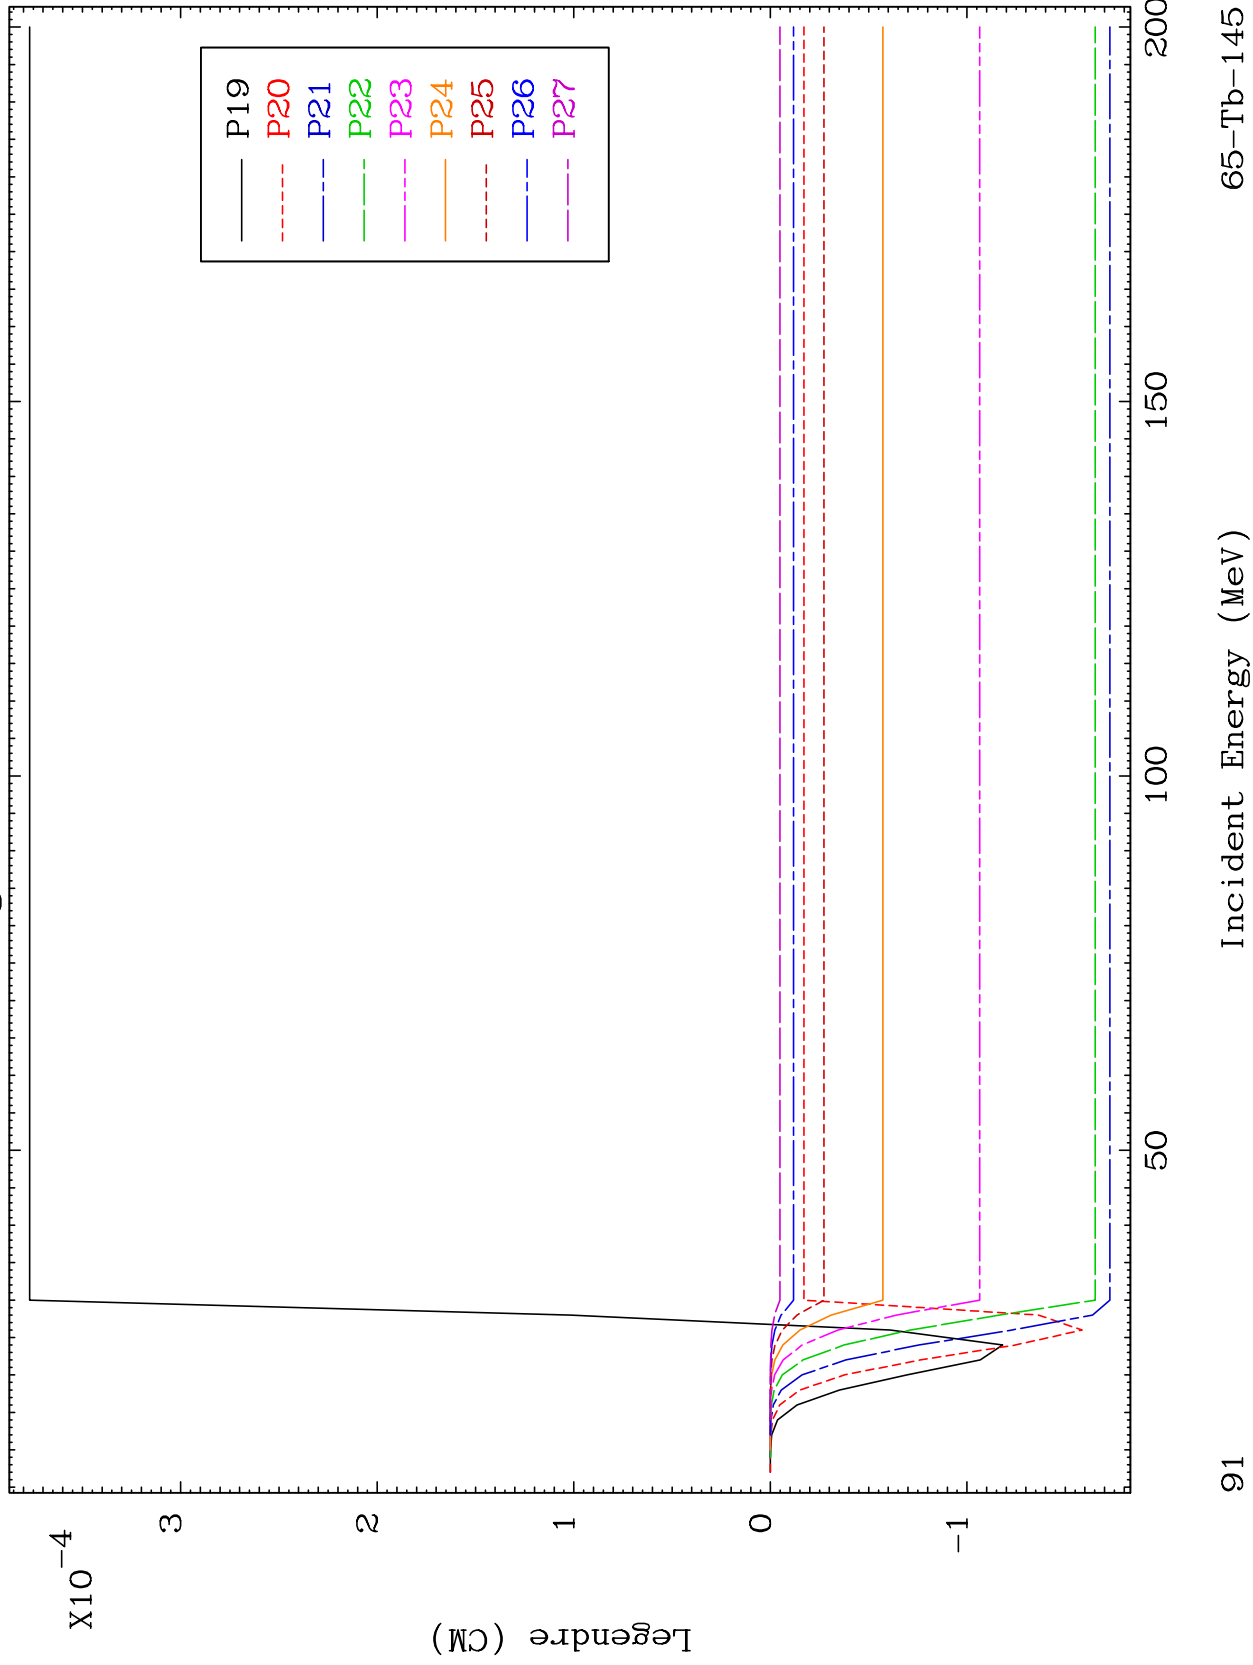 X10-4
3
2
1
0
-1
Legendre (CM)
P19
P20
P21
P22
P23
P24
P25
P26
P27
50
100
150
200
91
Incident Energy (MeV)
65-Tb-145